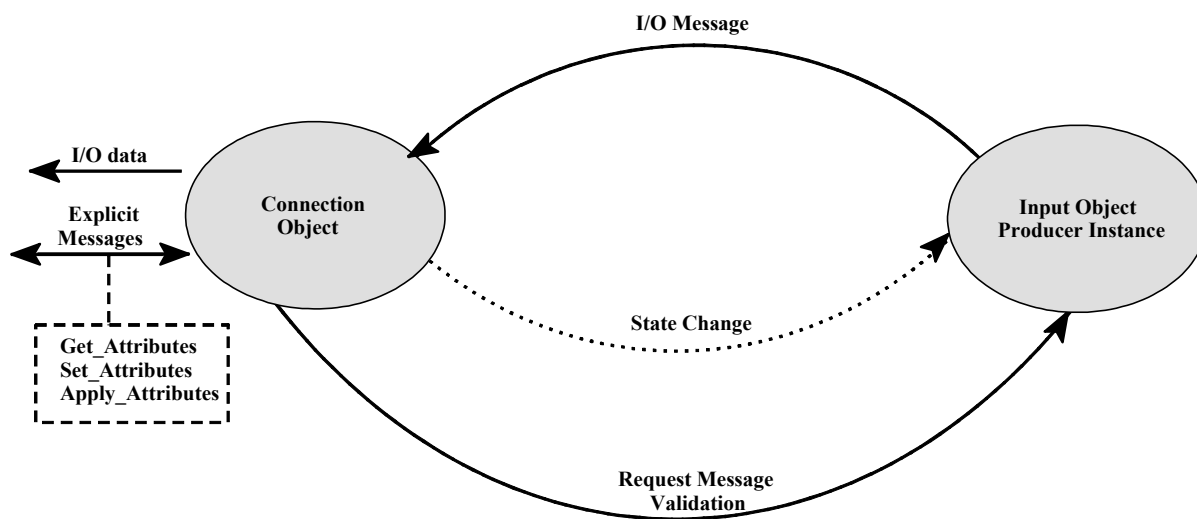 I/O Message
I/O data
Explicit
Messages
Connection
Object
Input Object
Producer Instance
State Change
Get_Attributes
Set_Attributes
Apply_Attributes
Request Message
Validation